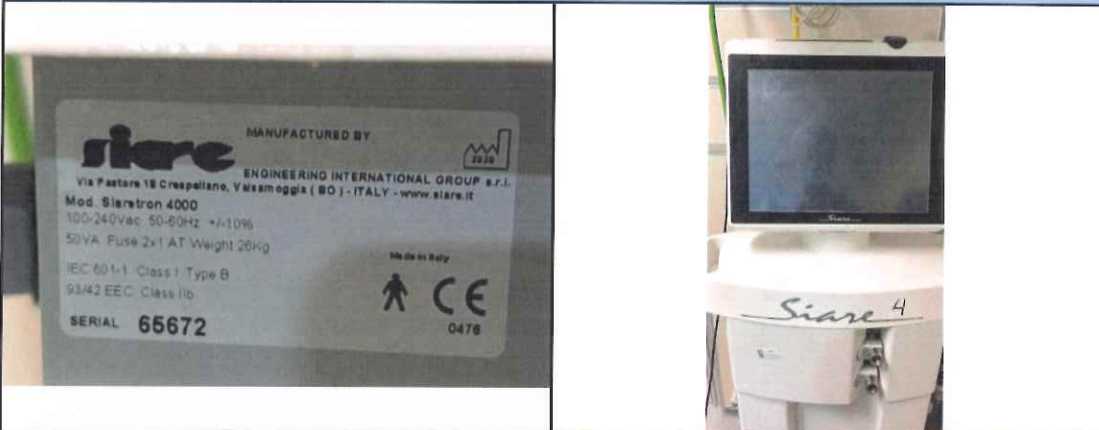 siare
MANUFACTURED BY
2020
ENGINEERING INTERNATIONAL GROUP s.r.l.
Via Pastore 18 Crespellano, Valsamoggia ( BO ) - ITALY - www.siare.it
Mod. Siaretron 4000
100-240Vac 50-60Hz +/-10%
50VA Fuse 2x1 AT Weight 26Kg
Made in Italy
IEC 601-1 Class I Type B
93/42 EEC Class IIb
CE
0476
SERIAL 65672
Siare
Siare 4